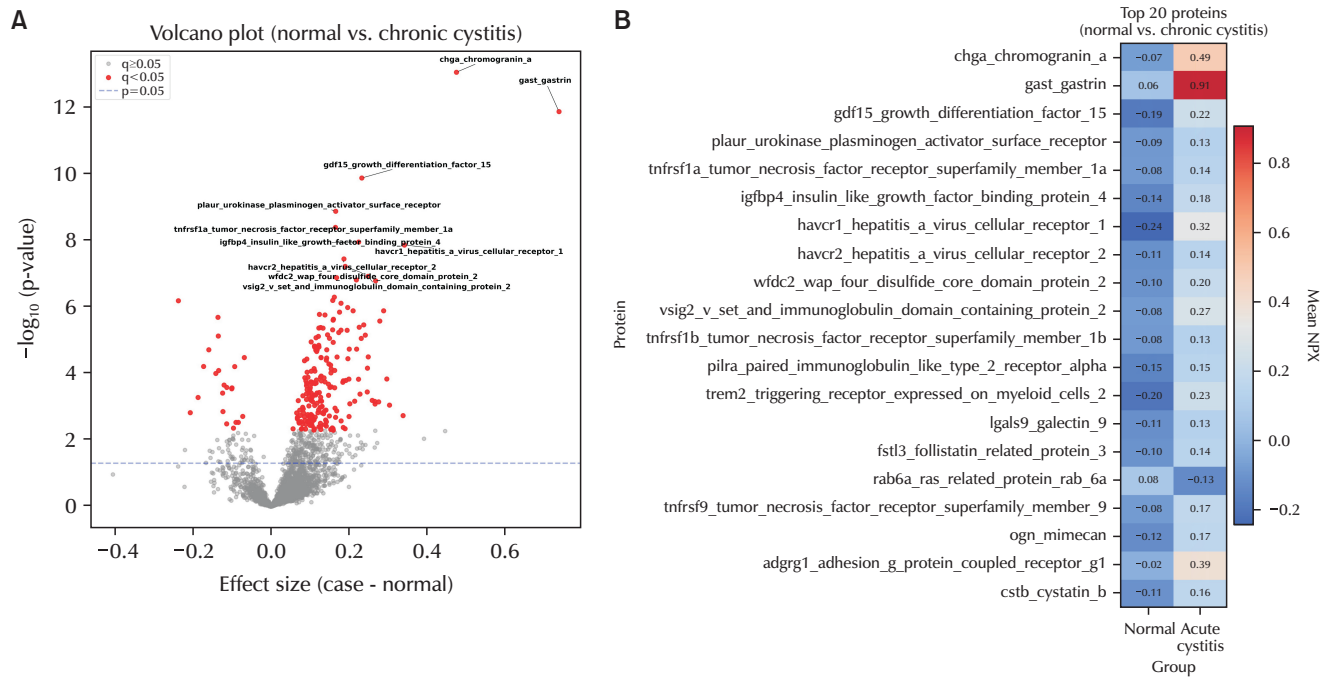 A
Volcano plot (normal vs. chronic cystitis)
q≥0.05
q<0.05
p=0.05
chga_chromogranin_a
gast_gastrin
gdf15_growth_differentiation_factor_15
plaur_urokinase_plasminogen_activator_surface_receptor
tnfrsf1a_tumor_necrosis_factor_receptor_superfamily_member_1a
igfbp4_insulin_like_growth_factor_binding_protein_4
havcr1_hepatitis_a_virus_cellular_receptor_1
havcr2_hepatitis_a_virus_cellular_receptor_2
wfdc2_wap_four_disulfide_core_domain_protein_2
vsig2_v_set_and_immunoglobulin_domain_containing_protein_2
12
10
8
6
4
2
0
−log₁₀ (p-value)
−0.4 −0.2 0.0 0.2 0.4 0.6
Effect size (case - normal)
B
Top 20 proteins
(normal vs. chronic cystitis)
chga_chromogranin_a −0.07 0.49
gast_gastrin 0.06 0.91
gdf15_growth_differentiation_factor_15 −0.19 0.22
plaur_urokinase_plasminogen_activator_surface_receptor −0.09 0.13
tnfrsf1a_tumor_necrosis_factor_receptor_superfamily_member_1a −0.08 0.14
igfbp4_insulin_like_growth_factor_binding_protein_4 −0.14 0.18
havcr1_hepatitis_a_virus_cellular_receptor_1 −0.24 0.32
havcr2_hepatitis_a_virus_cellular_receptor_2 −0.11 0.14
wfdc2_wap_four_disulfide_core_domain_protein_2 −0.10 0.20
vsig2_v_set_and_immunoglobulin_domain_containing_protein_2 −0.08 0.27
tnfrsf1b_tumor_necrosis_factor_receptor_superfamily_member_1b −0.08 0.13
pilra_paired_immunoglobulin_like_type_2_receptor_alpha −0.15 0.15
trem2_triggering_receptor_expressed_on_myeloid_cells_2 −0.20 0.23
lgals9_galectin_9 −0.11 0.13
fstl3_follistatin_related_protein_3 −0.10 0.14
rab6a_ras_related_protein_rab_6a 0.08 −0.13
tnfrsf9_tumor_necrosis_factor_receptor_superfamily_member_9 −0.08 0.17
ogn_mimecan −0.12 0.17
adgrg1_adhesion_g_protein_coupled_receptor_g1 −0.02 0.39
cstb_cystatin_b −0.11 0.16
Protein
Normal Acute
cystitis
Group
0.8
0.6
0.4
0.2
0.0
−0.2
Mean NPX